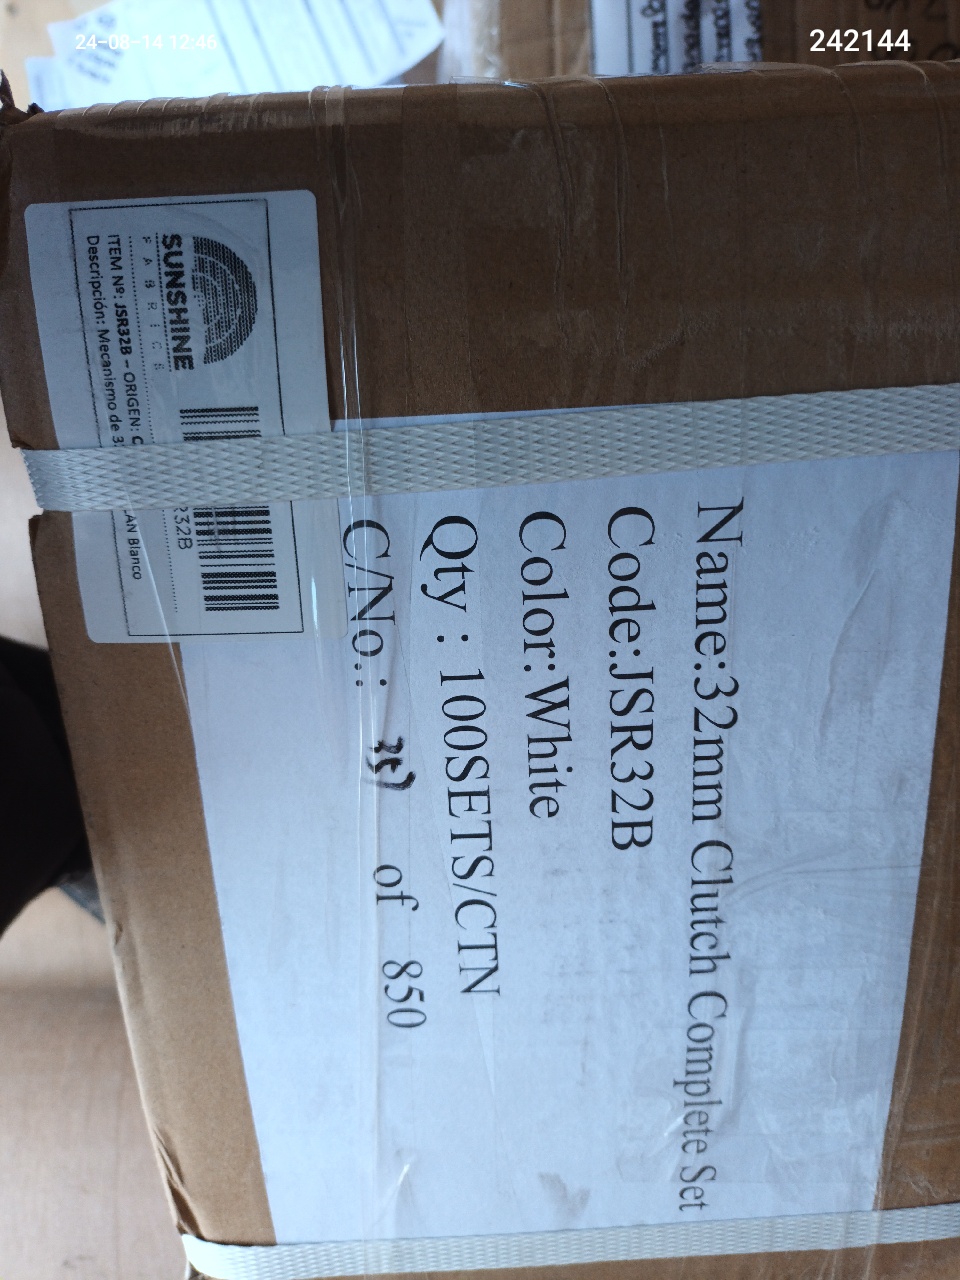 24-08-14 12:46
242144
SUNSHINE
FABRICS
ITEM Nº: JSR32B – ORIGEN: C
Descripción: Mecanismo de 3
R32B
AN Blanco
Name:32mm Clutch Complete Set
Code:JSR32B
Color:White
Qty : 100SETS/CTN
C/No.: of 850